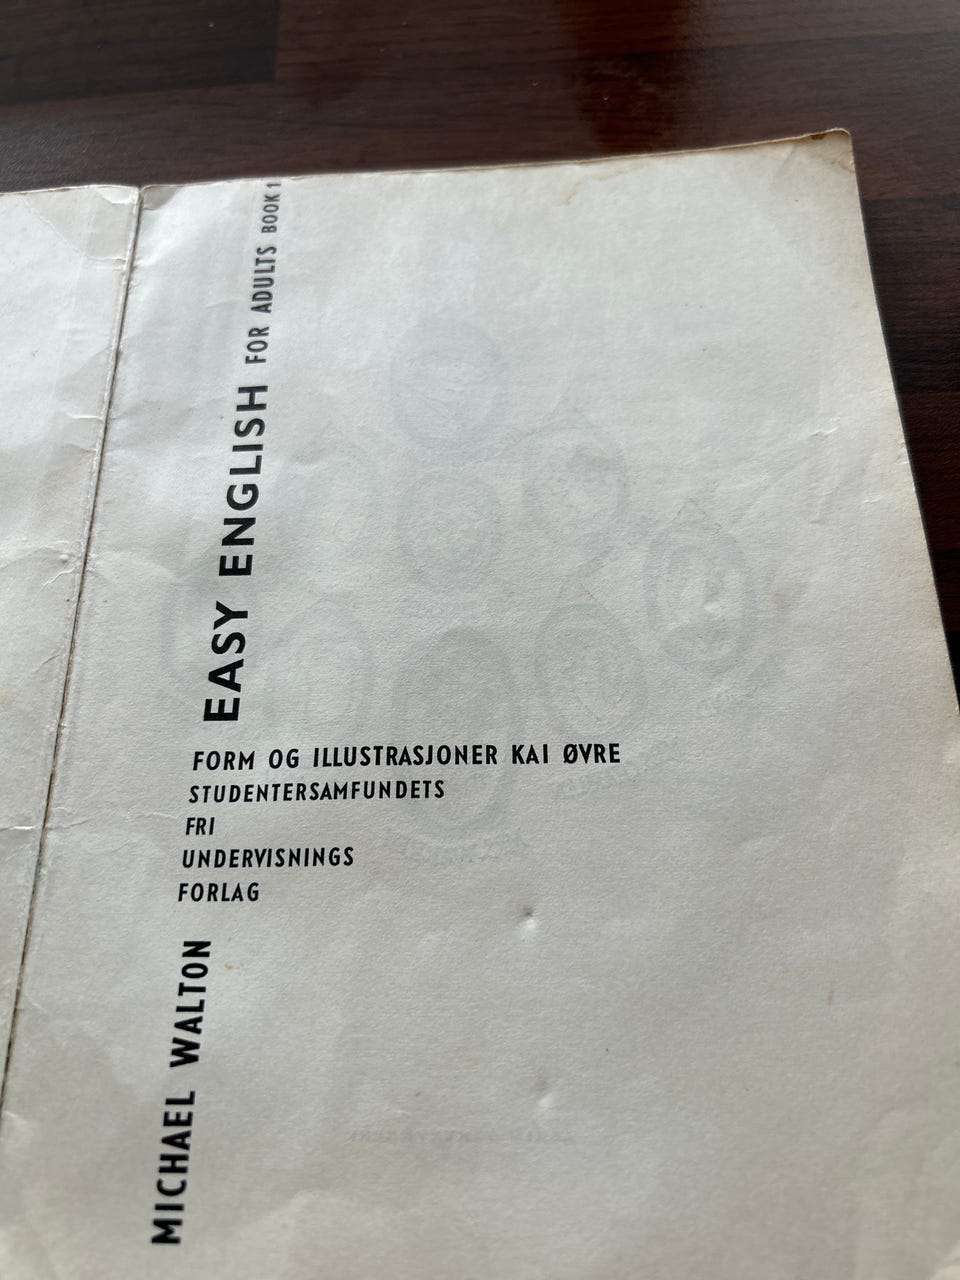 EASY ENGLISH FOR ADULTS BOOK 1
FORM OG ILLUSTRASJONER KAI ØVRE
STUDENTERSAMFUNDETS
FRI
UNDERVISNINGS
FORLAG
MICHAEL WALTON